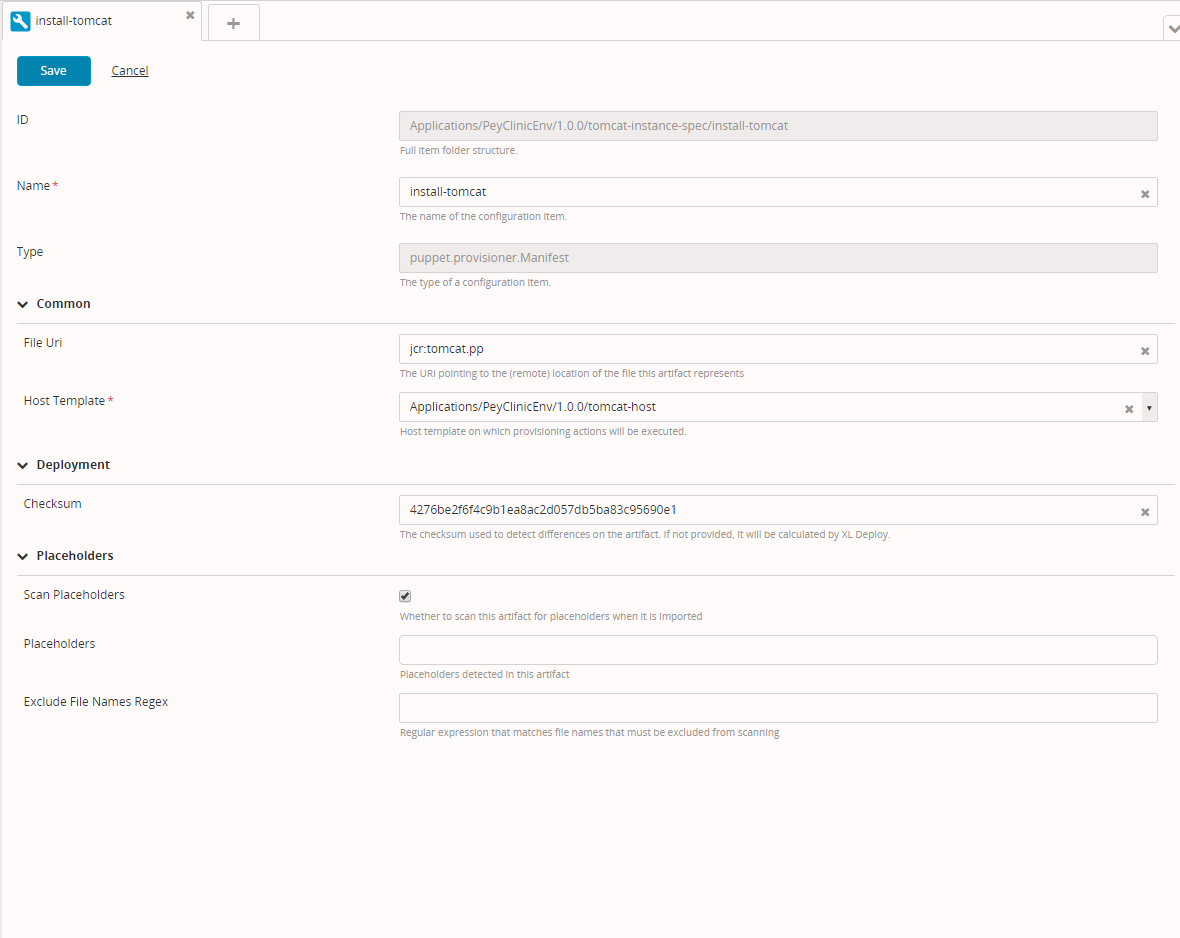 install-tomcat
Save Cancel
ID
Applications/PeyClinicEnv/1.0.0/tomcat-instance-spec/install-tomcat
Full item folder structure.
Name*
install-tomcat
The name of the configuration item.
Type
puppet.provisioner.Manifest
The type of a configuration item.
Common
File Uri
jcr:tomcat.pp
The URI pointing to the (remote) location of the file this artifact represents
Host Template*
Applications/PeyClinicEnv/1.0.0/tomcat-host
Host template on which provisioning actions will be executed.
Deployment
Checksum
4276be2f6f4c9b1ea8ac2d057db5ba83c95690e1
The checksum used to detect differences on the artifact. If not provided, it will be calculated by XL Deploy.
Placeholders
Scan Placeholders
Whether to scan this artifact for placeholders when it is imported
Placeholders
Placeholders detected in this artifact
Exclude File Names Regex
Regular expression that matches file names that must be excluded from scanning